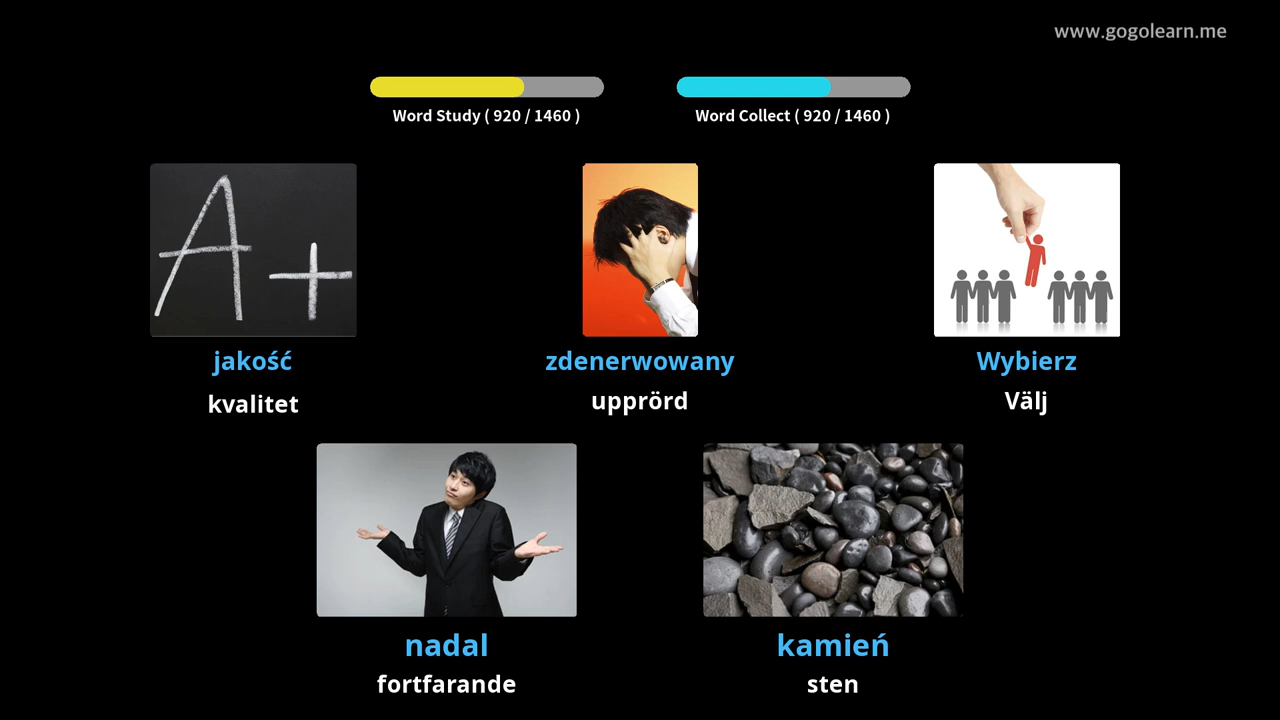 www.gogolearn.me
Word Study ( 920 / 1460 )
Word Collect ( 920 / 1460 )
A+
jakość
zdenerwowany
Wybierz
kvalitet
upprörd
Välj
nadal
kamień
fortfarande
sten